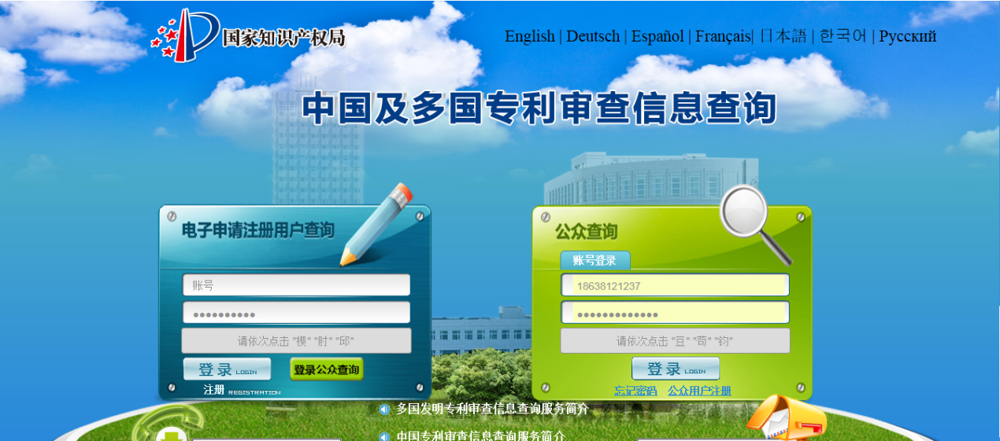 国家知识产权局
English | Deutsch | Español | Français| 日本語 | 한국어 | Русский
中国及多国专利审查信息查询
电子申请注册用户查询
账号
••••••••••
请依次点击 "模" "肘" "邱"
登录 LOGIN
登录公众查询
注册 REGISTRATION
公众查询
账号登录
18638121237
•••••••••••••
请依次点击 "豆" "苟" "钧"
登录 LOGIN
忘记密码 公众用户注册
多国发明专利审查信息查询服务简介
中国专利审查信息查询服务简介